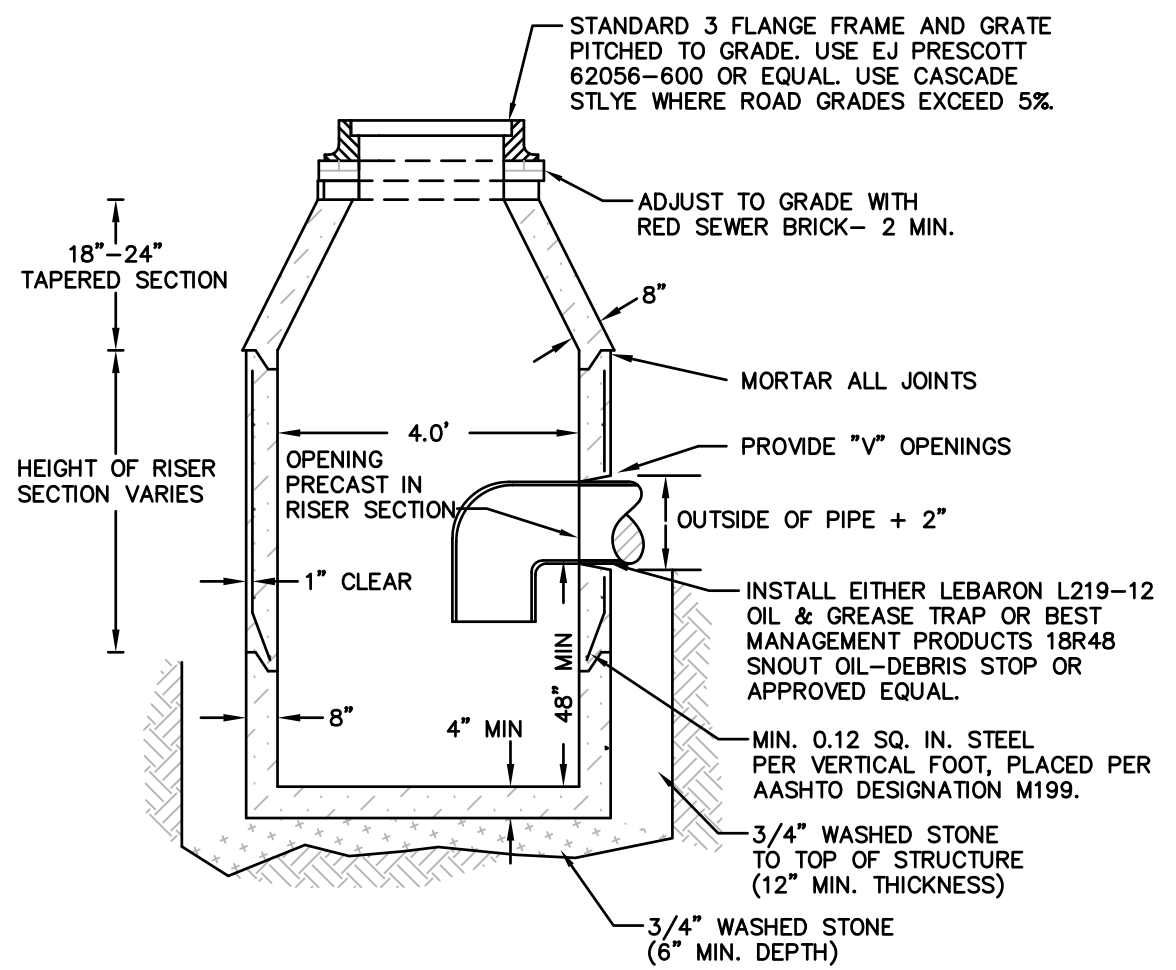 STANDARD 3 FLANGE FRAME AND GRATE
PITCHED TO GRADE. USE EJ PRESCOTT
62056-600 OR EQUAL. USE CASCADE
STLYE WHERE ROAD GRADES EXCEED 5%.
ADJUST TO GRADE WITH
RED SEWER BRICK- 2 MIN.
18"-24"
TAPERED SECTION
8"
MORTAR ALL JOINTS
4.0'
PROVIDE "V" OPENINGS
HEIGHT OF RISER
SECTION VARIES
OPENING
PRECAST IN
RISER SECTION
OUTSIDE OF PIPE + 2"
1" CLEAR
INSTALL EITHER LEBARON L219-12
OIL & GREASE TRAP OR BEST
MANAGEMENT PRODUCTS 18R48
SNOUT OIL-DEBRIS STOP OR
APPROVED EQUAL.
48" MIN
8"
4" MIN
MIN. 0.12 SQ. IN. STEEL
PER VERTICAL FOOT, PLACED PER
AASHTO DESIGNATION M199.
3/4" WASHED STONE
TO TOP OF STRUCTURE
(12" MIN. THICKNESS)
3/4" WASHED STONE
(6" MIN. DEPTH)